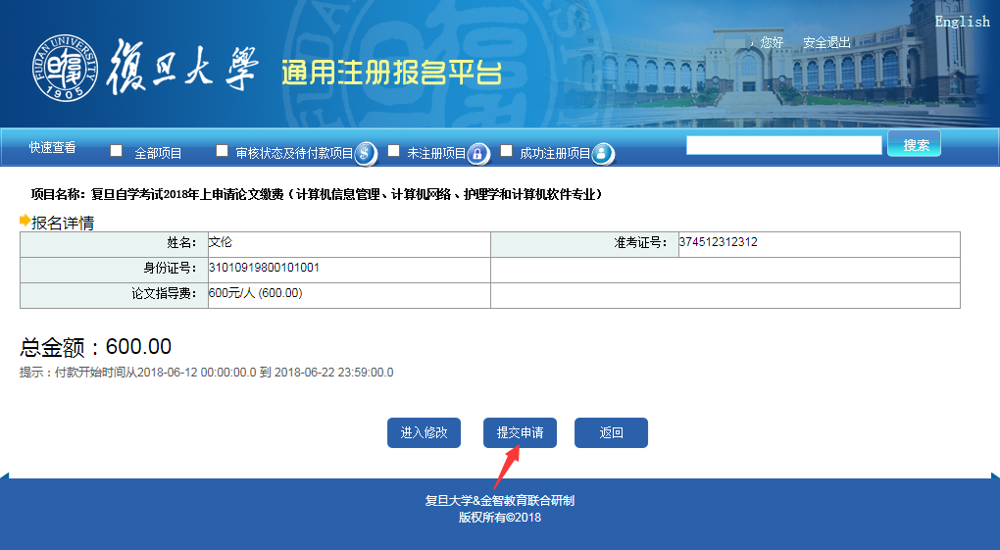 English
，您好 安全退出
FUDAN UNIVERSITY
1905
復旦大學 通用注册报名平台
快速查看 全部项目 审核状态及待付款项目 未注册项目 成功注册项目 搜索
项目名称：复旦自学考试2018年上申请论文缴费（计算机信息管理、计算机网络、护理学和计算机软件专业）
报名详情
姓名： 文伦 准考证号： 374512312312
身份证号： 31010919800101001
论文指导费： 600元/人 (600.00)
总金额：600.00
提示：付款开始时间从2018-06-12 00:00:00.0 到 2018-06-22 23:59:00.0
进入修改 提交申请 返回
复旦大学&金智教育联合研制
版权所有©2018